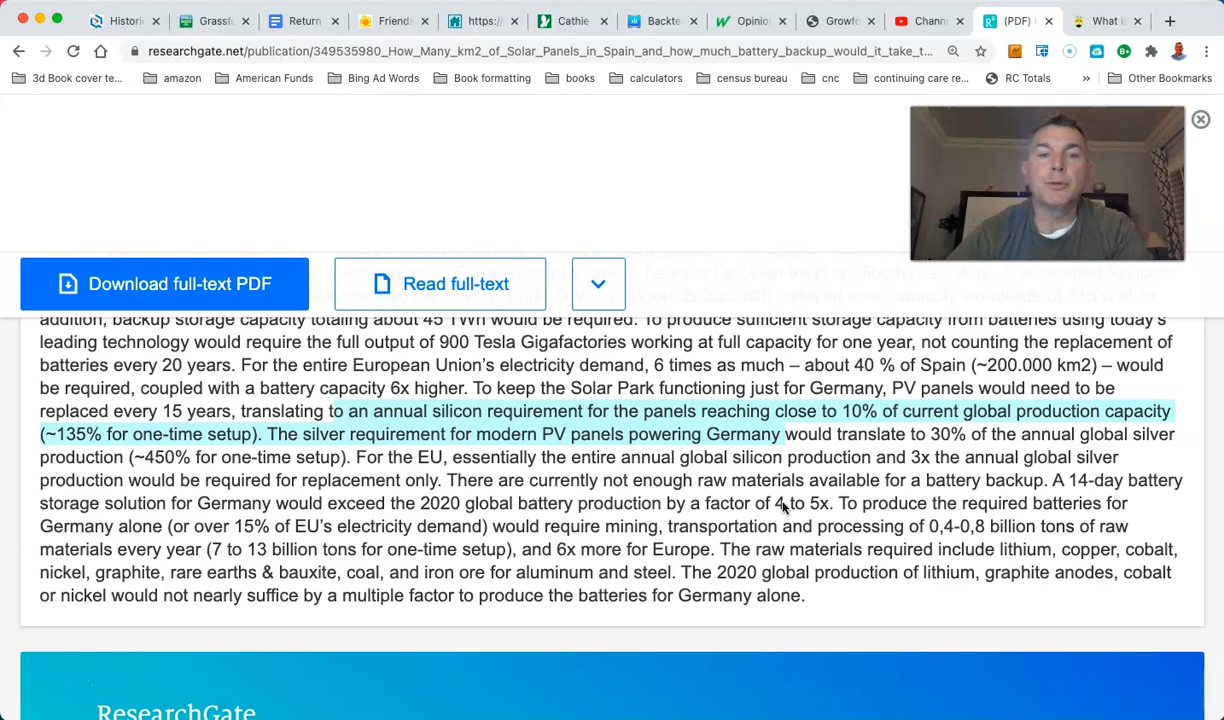 Historic
Grassfe
Return
Friends
https:/
Cathie
Backte
Opinio
Growfo
Chann
(PDF) H
What is
researchgate.net/publication/349535980_How_Many_km2_of_Solar_Panels_in_Spain_and_how_much_battery_backup_would_it_take_t...
3d Book cover te...
amazon
American Funds
Bing Ad Words
Book formatting
books
calculators
census bureau
cnc
continuing care re...
RC Totals
»
Other Bookmarks
Download full-text PDF
Read full-text
addition, backup storage capacity totaling about 45 TWh would be required. To produce sufficient storage capacity from batteries using today's
leading technology would require the full output of 900 Tesla Gigafactories working at full capacity for one year, not counting the replacement of
batteries every 20 years. For the entire European Union's electricity demand, 6 times as much – about 40 % of Spain (~200.000 km2) – would
be required, coupled with a battery capacity 6x higher. To keep the Solar Park functioning just for Germany, PV panels would need to be
replaced every 15 years, translating to an annual silicon requirement for the panels reaching close to 10% of current global production capacity
(~135% for one-time setup). The silver requirement for modern PV panels powering Germany would translate to 30% of the annual global silver
production (~450% for one-time setup). For the EU, essentially the entire annual global silicon production and 3x the annual global silver
production would be required for replacement only. There are currently not enough raw materials available for a battery backup. A 14-day battery
storage solution for Germany would exceed the 2020 global battery production by a factor of 4 to 5x. To produce the required batteries for
Germany alone (or over 15% of EU's electricity demand) would require mining, transportation and processing of 0,4-0,8 billion tons of raw
materials every year (7 to 13 billion tons for one-time setup), and 6x more for Europe. The raw materials required include lithium, copper, cobalt,
nickel, graphite, rare earths & bauxite, coal, and iron ore for aluminum and steel. The 2020 global production of lithium, graphite anodes, cobalt
or nickel would not nearly suffice by a multiple factor to produce the batteries for Germany alone.
ResearchGate